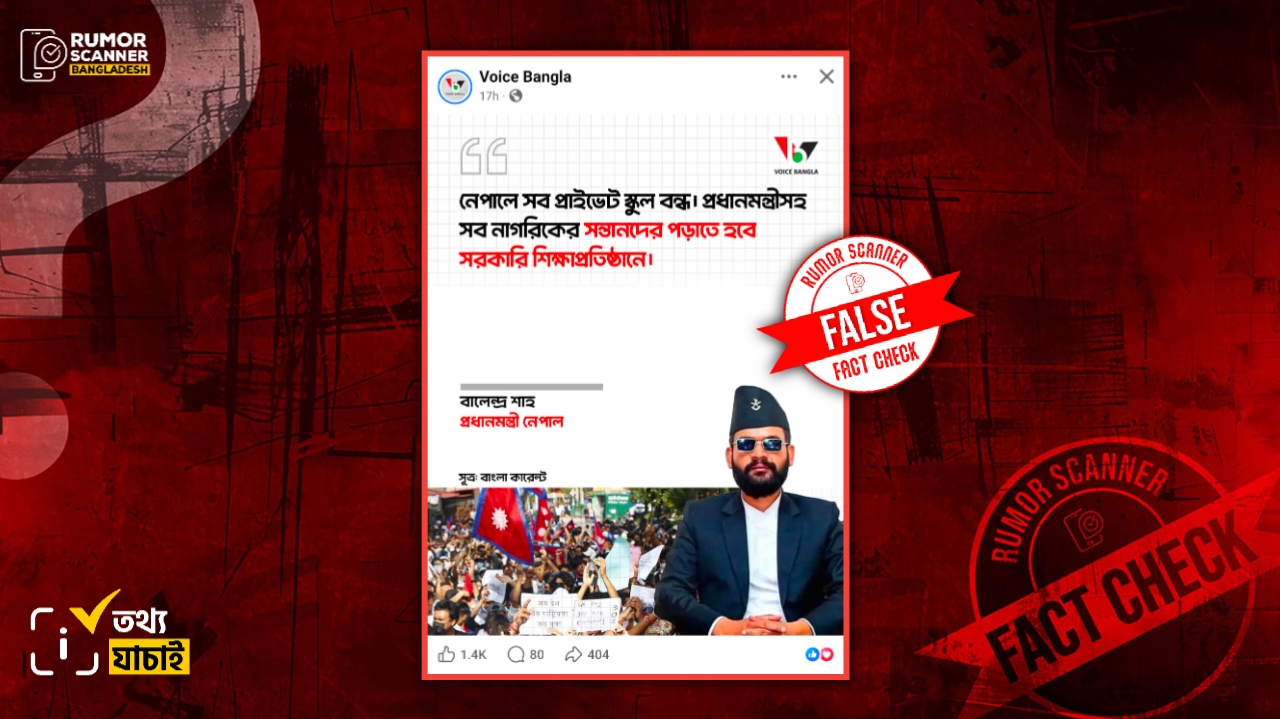 RUMOR
SCANNER
BANGLADESH
Voice Bangla
17h
VOICE BANGLA
নেপালে সব প্রাইভেট স্কুল বন্ধ। প্রধানমন্ত্রীসহ
সব নাগরিকের সন্তানদের পড়াতে হবে
সরকারি শিক্ষাপ্রতিষ্ঠানে।
RUMOR SCANNER
FALSE
FACT CHECK
বালেন্দ্র শাহ
প্রধানমন্ত্রী নেপাল
সূত্র: বাংলা কারেন্ট
1.4K 80 404
তথ্য
যাচাই
RUMOR SCANNER
FACT CHECK